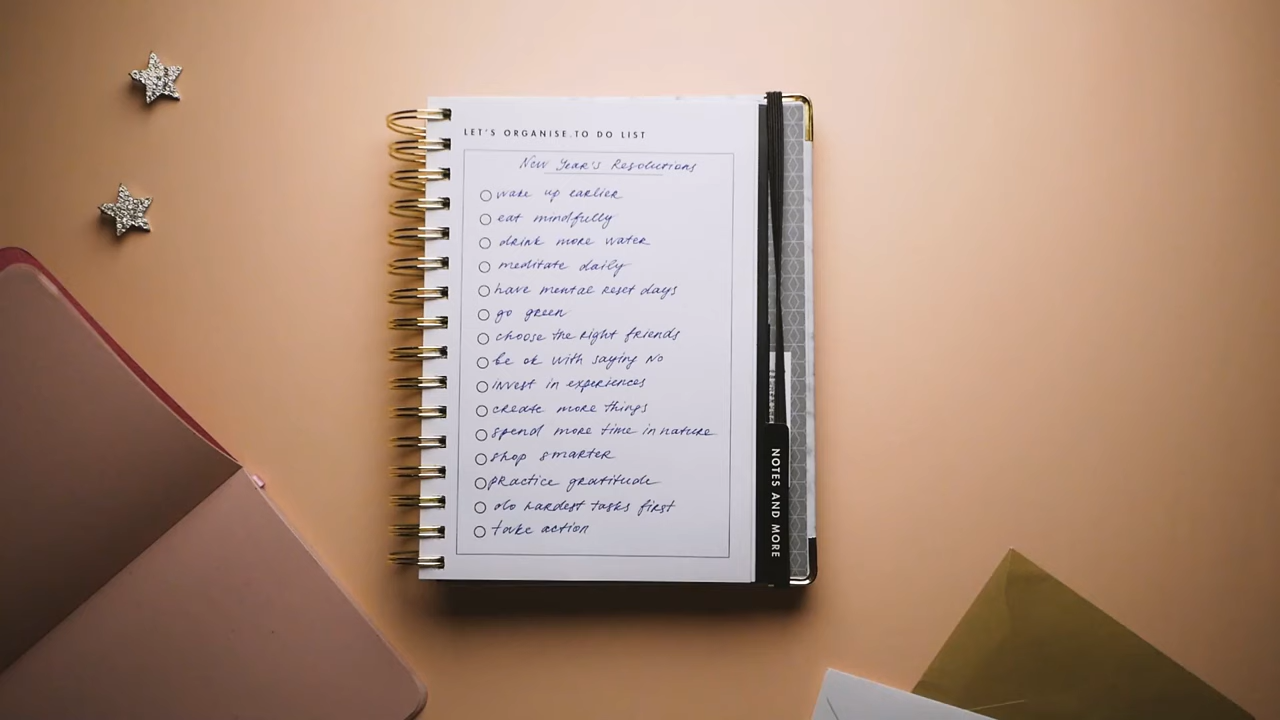 LET'S ORGANISE.TO DO LIST
New Year's Resolutions
wake up earlier
eat mindfully
drink more water
meditate daily
have mental reset days
go green
choose the right friends
be ok with saying NO
invest in experiences
create more things
spend more time in nature
shop smarter
practice gratitude
do hardest tasks first
take action
NOTES AND MORE